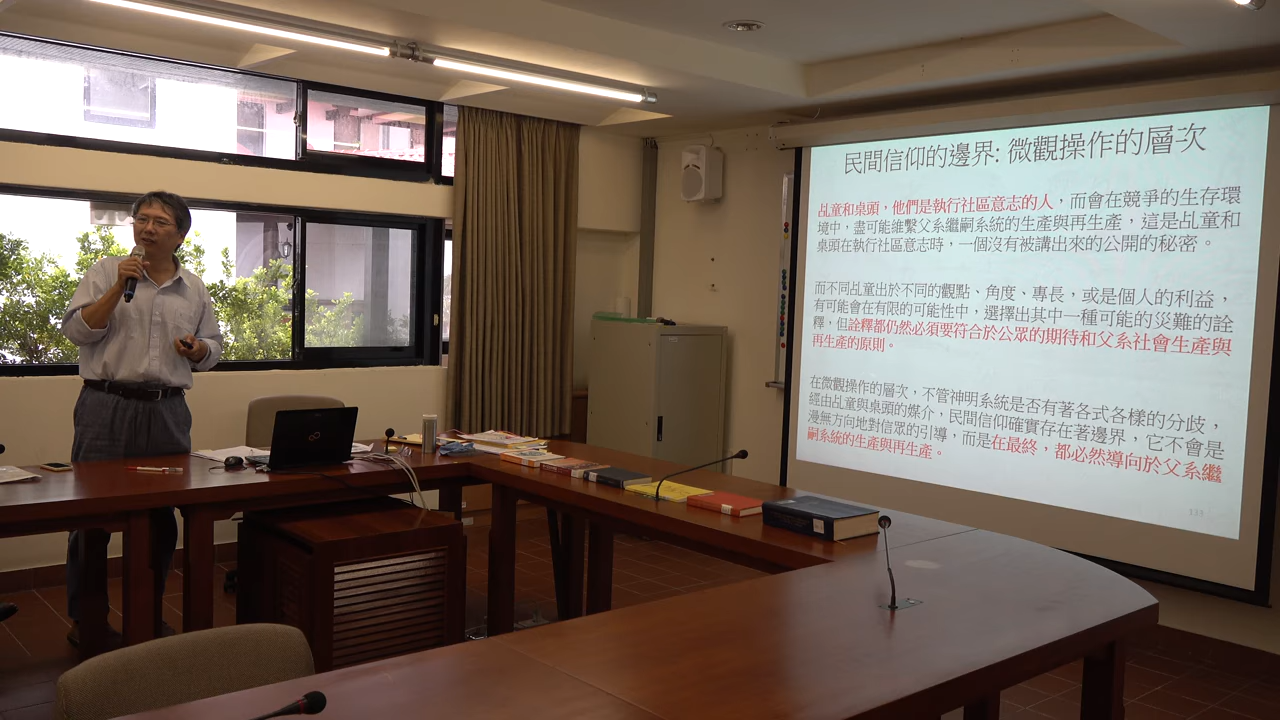 民間信仰的邊界: 微觀操作的層次
乩童和桌頭，他們是執行社區意志的人，而會在競爭的生存環
境中，盡可能維繫父系繼嗣系統的生產與再生產，這是乩童和
桌頭在執行社區意志時，一個沒有被講出來的公開的秘密。
而不同乩童出於不同的觀點、角度、專長，或是個人的利益，
有可能會在有限的可能性中，選擇出其中一種可能的災難的詮
釋，但詮釋都仍然必須要符合於公眾的期待和父系社會生產與
再生產的原則。
在微觀操作的層次，不管神明系統是否有著各式各樣的分歧，
經由乩童與桌頭的媒介，民間信仰確實存在著邊界，它不會是
漫無方向地對信眾的引導，而是在最終，都必然導向於父系繼
嗣系統的生產與再生產。